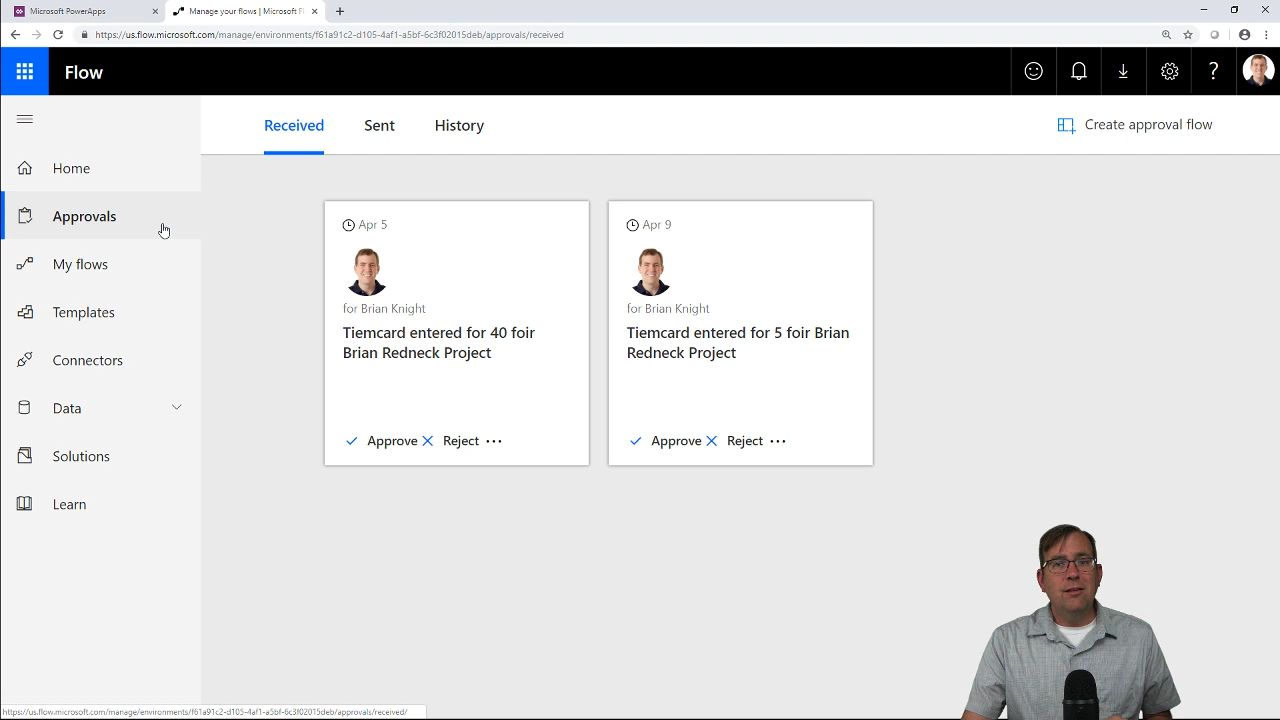 Microsoft PowerApps
Manage your flows | Microsoft Fl
https://us.flow.microsoft.com/manage/environments/f61a91c2-d105-4af1-a5bf-6c3f02015deb/approvals/received
Flow
Received Sent History
Create approval flow
Home
Approvals
My flows
Templates
Connectors
Data
Solutions
Learn
Apr 5
for Brian Knight
Tiemcard entered for 40 foir
Brian Redneck Project
Approve Reject
Apr 9
for Brian Knight
Tiemcard entered for 5 foir Brian
Redneck Project
Approve Reject
https://us.flow.microsoft.com/manage/environments/f61a91c2-d105-4af1-a5bf-6c3f02015deb/approvals/received/